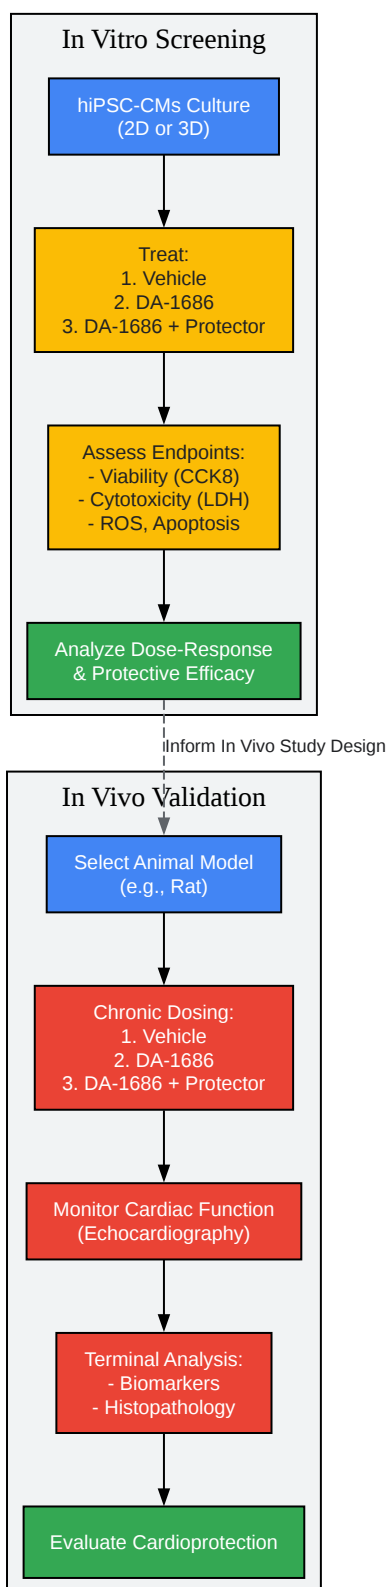 In Vitro Screening
hiPSC-CMs Culture
(2D or 3D)
Treat:
1. Vehicle
2. DA-1686
3. DA-1686 + Protector
Assess Endpoints:
- Viability (CCK8)
- Cytotoxicity (LDH)
- ROS, Apoptosis
Analyze Dose-Response
& Protective Efficacy
Inform In Vivo Study Design
In Vivo Validation
Select Animal Model
(e.g., Rat)
Chronic Dosing:
1. Vehicle
2. DA-1686
3. DA-1686 + Protector
Monitor Cardiac Function
(Echocardiography)
Terminal Analysis:
- Biomarkers
- Histopathology
Evaluate Cardioprotection